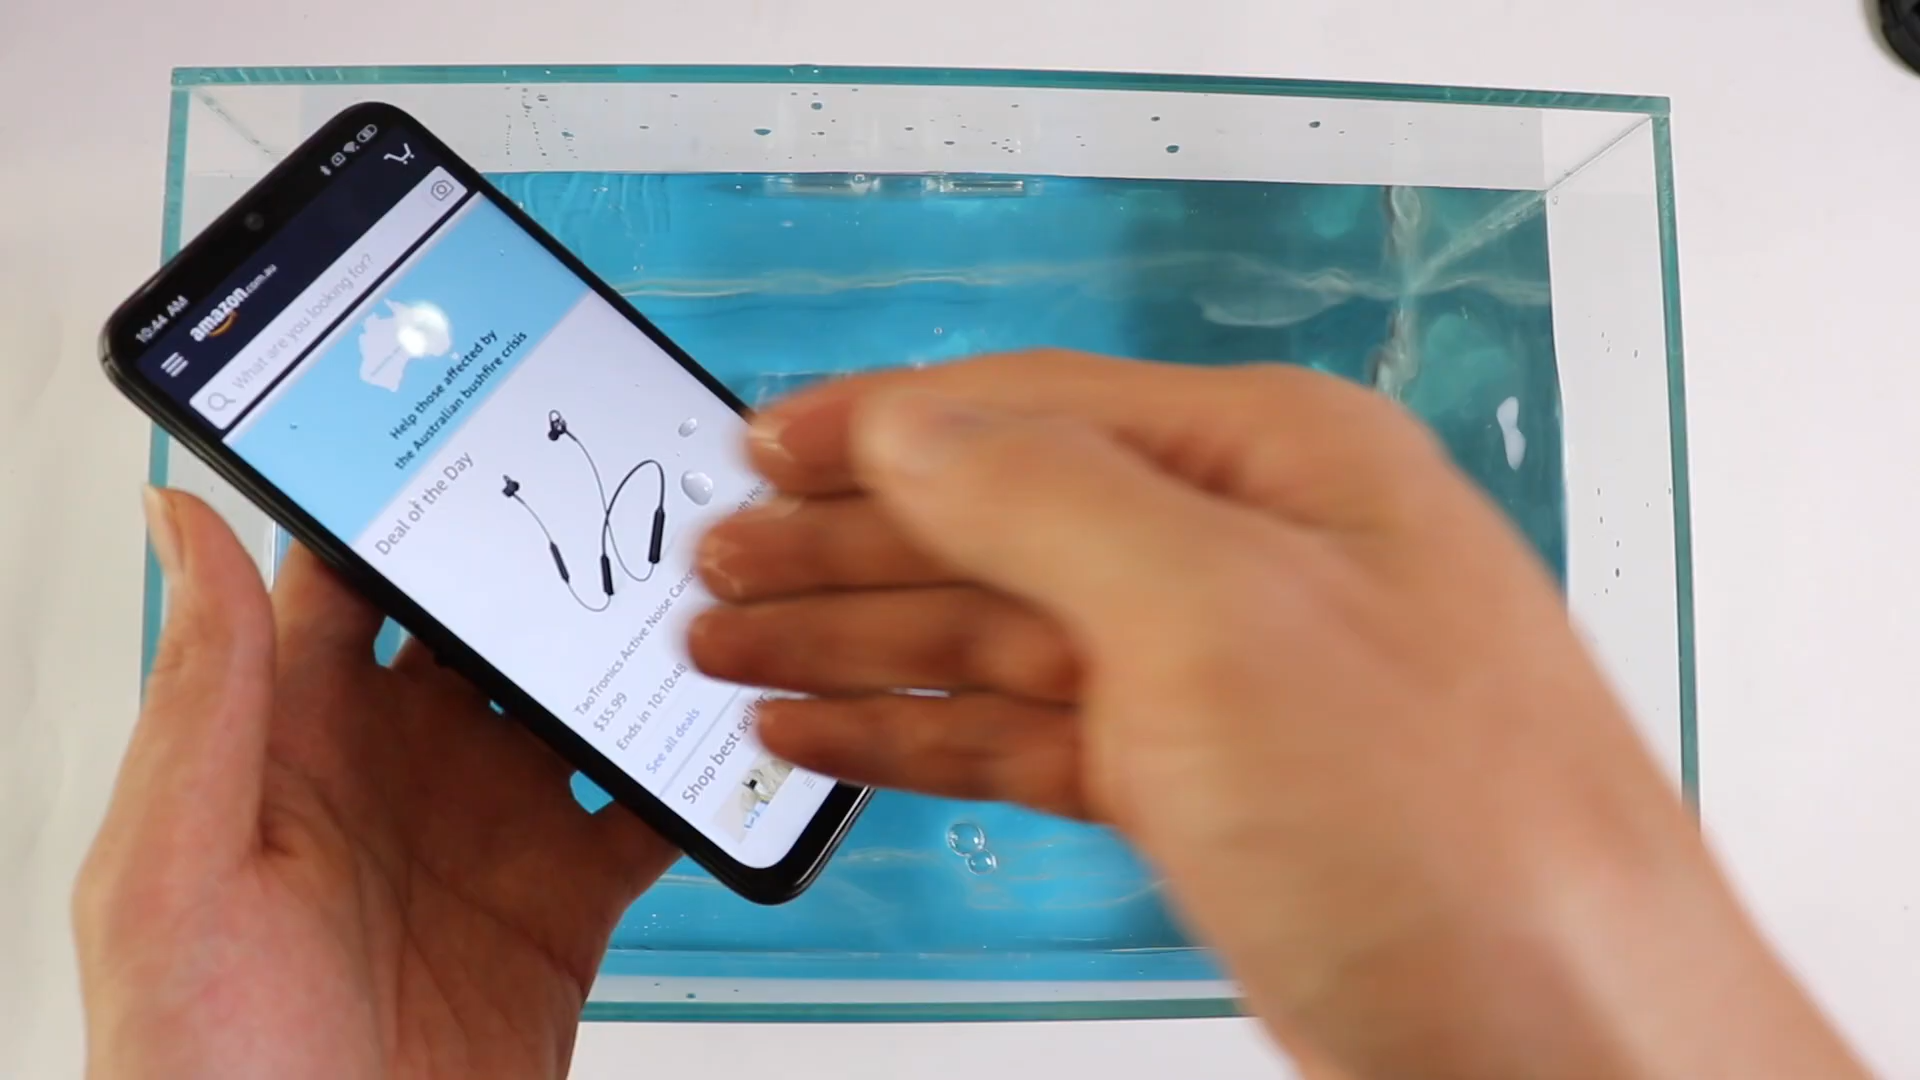 10:44 AM
amazon.com.au
What are you looking for?
Help those affected by
the Australian bushfire crisis
Deal of the Day
TaoTronics Active Noise
$35.99
Ends in 10:10:48
See all deals
Shop best